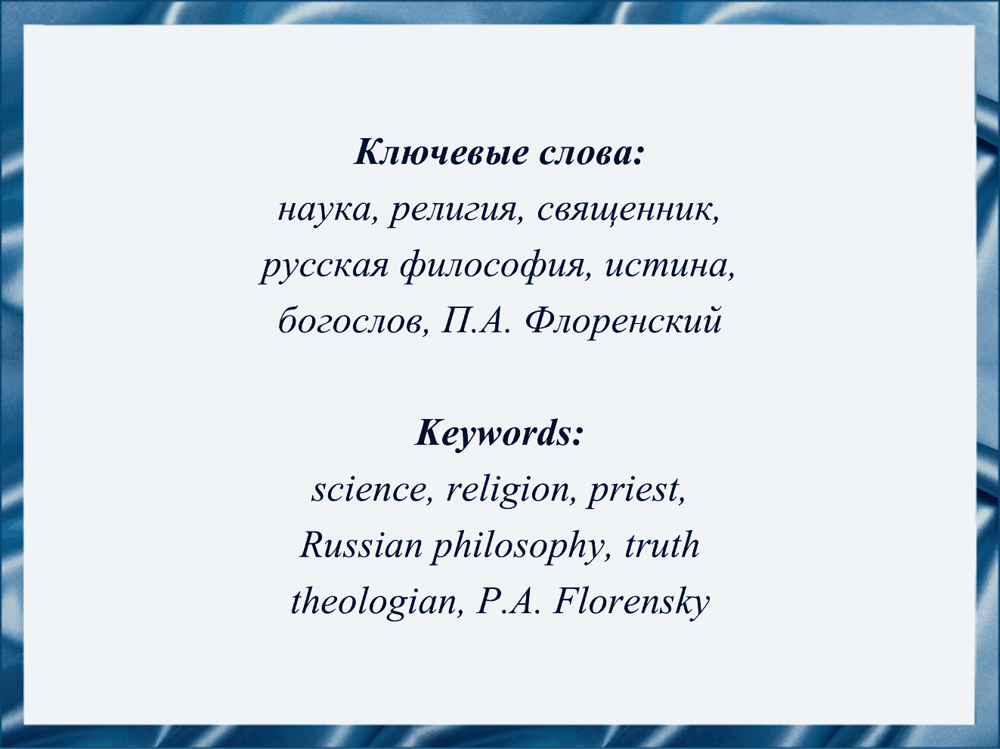 Ключевые слова:
наука, религия, священник,
русская философия, истина,
богослов, П.А. Флоренский
Keywords:
science, religion, priest,
Russian philosophy, truth
theologian, P.A. Florensky